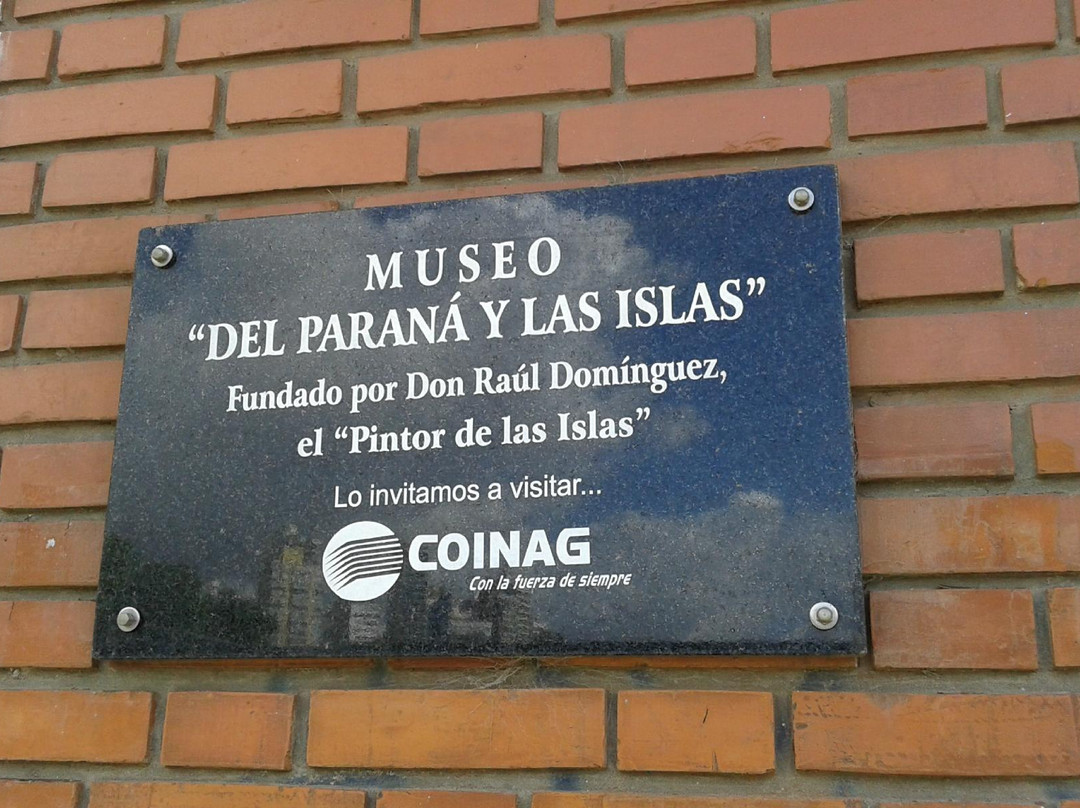 MUSEO
“DEL PARANÁ Y LAS ISLAS”
Fundado por Don Raúl Domínguez,
el “Pintor de las Islas”
Lo invitamos a visitar...
COINAG
Con la fuerza de siempre